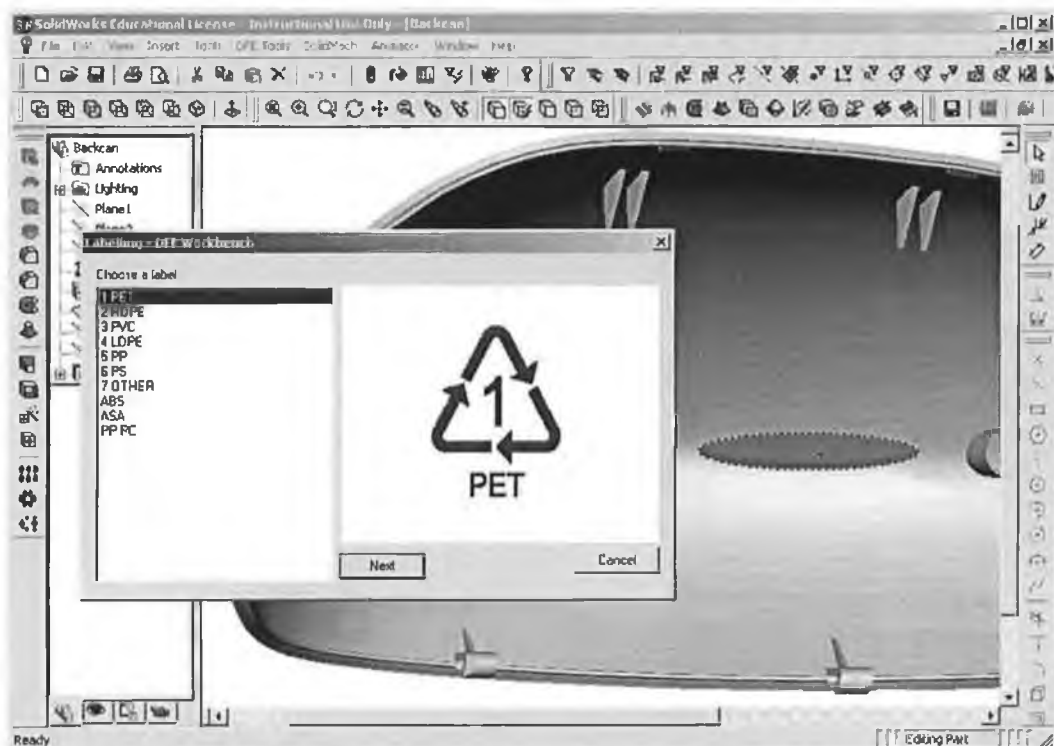 SolidWorks Educational License - Instructional Use Only - [Backcan]
File Edit View Insert Tools DFE Tools Animator Window Help
Backcan
Annotations
Lighting
Plane1
Labelling - DFE Workbench
Choose a label
1 PET
2 HDPE
3 PVC
4 LDPE
5 PP
6 PS
7 OTHER
ABS
ASA
PP PC
1
PET
Next
Cancel
Ready
Editing Part